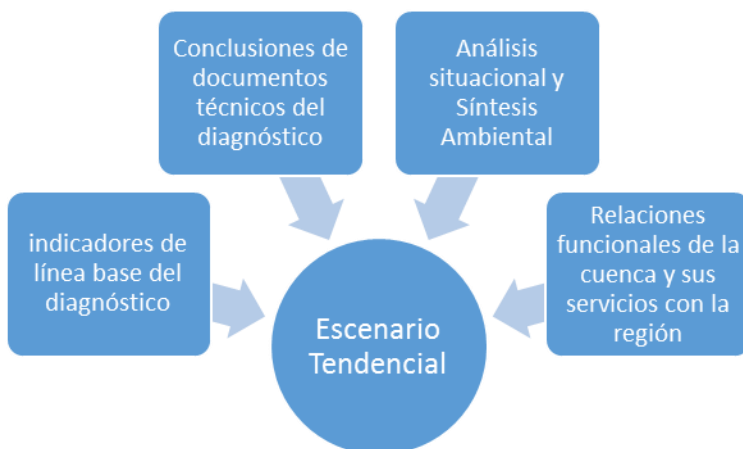 Conclusiones de
documentos
técnicos del
diagnóstico
Análisis
situacional y
Síntesis
Ambiental
indicadores de
línea base del
diagnóstico
Relaciones
funcionales de la
cuenca y sus
servicios con la
región
Escenario
Tendencial